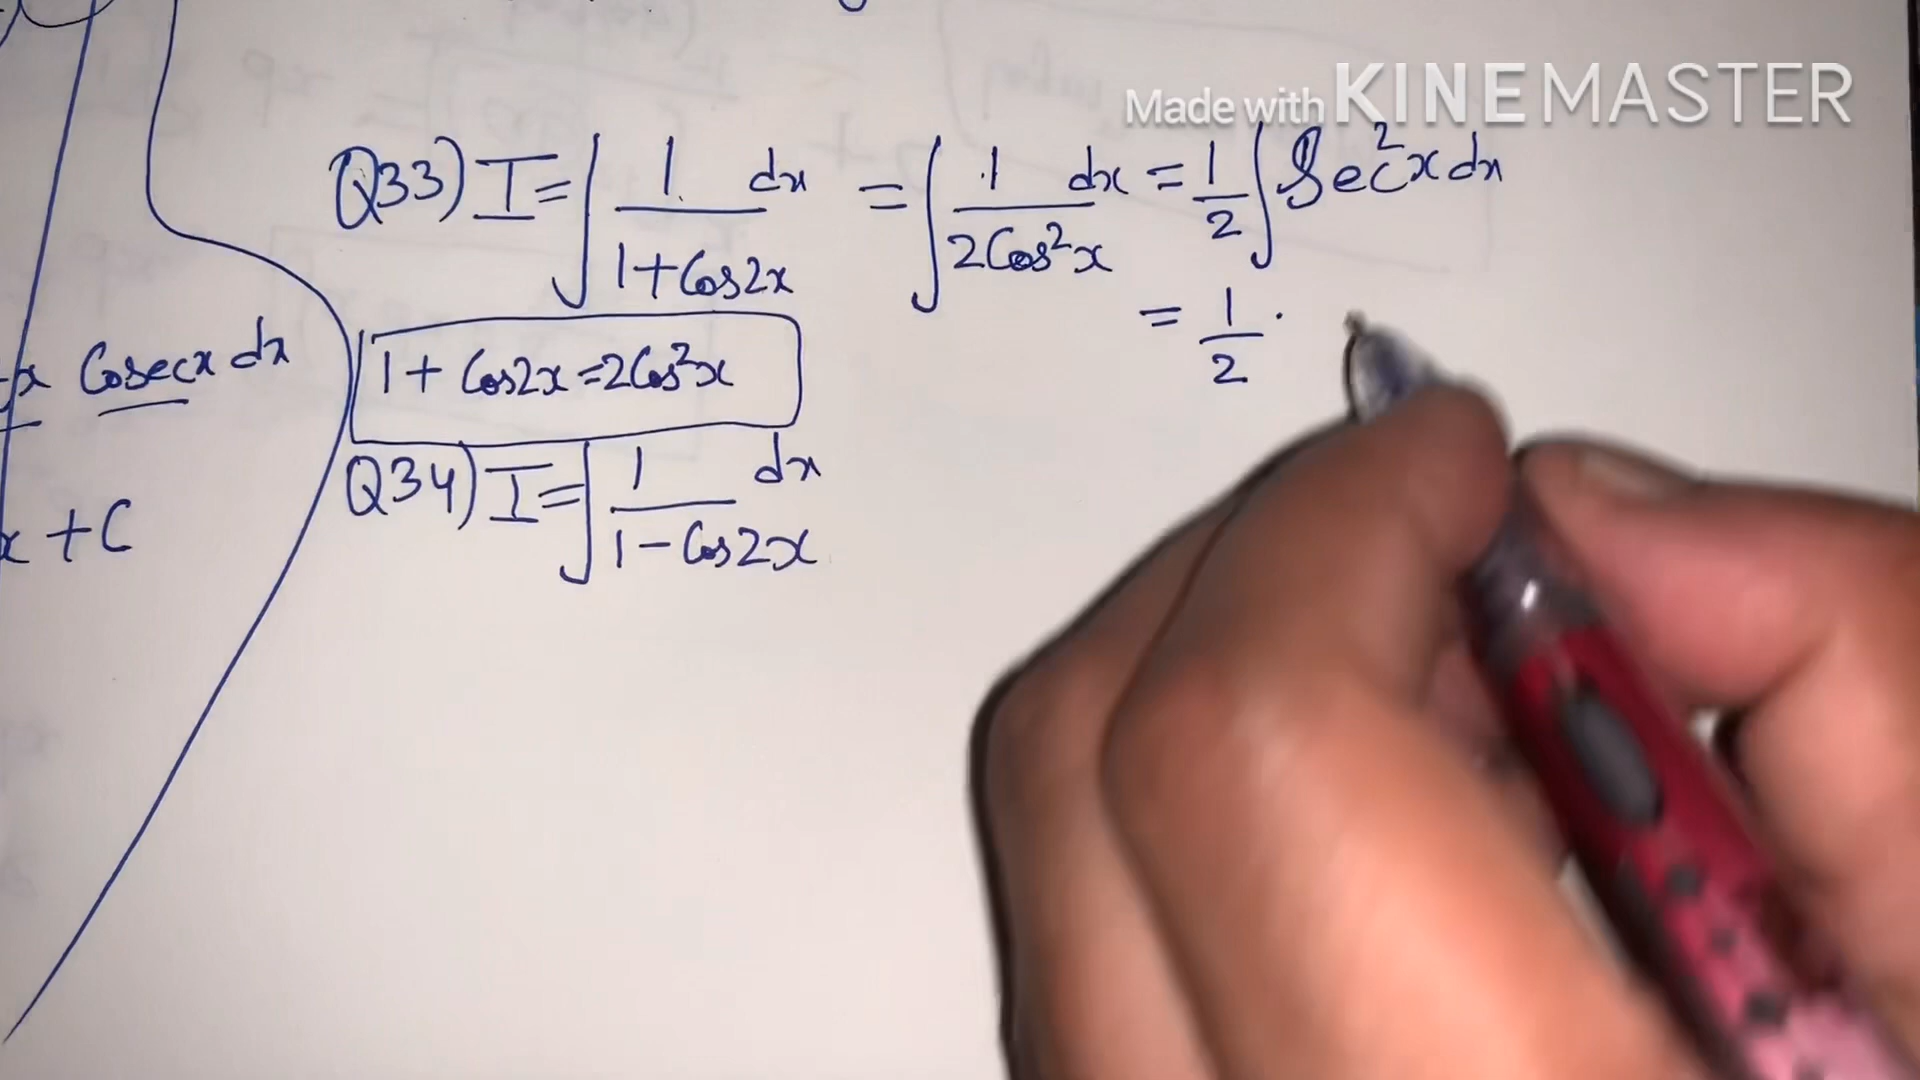 Made with KINEMASTER
Q33) I = ∫ 1/(1+Cos2x) dx = ∫ 1/(2Cos²x) dx = 1/2 ∫ Sec²x dx
= 1/2 ·
x Cosecx dx
1 + Cos2x = 2Cos²x
Q34) I = ∫ 1/(1 - Cos2x) dx
x + C